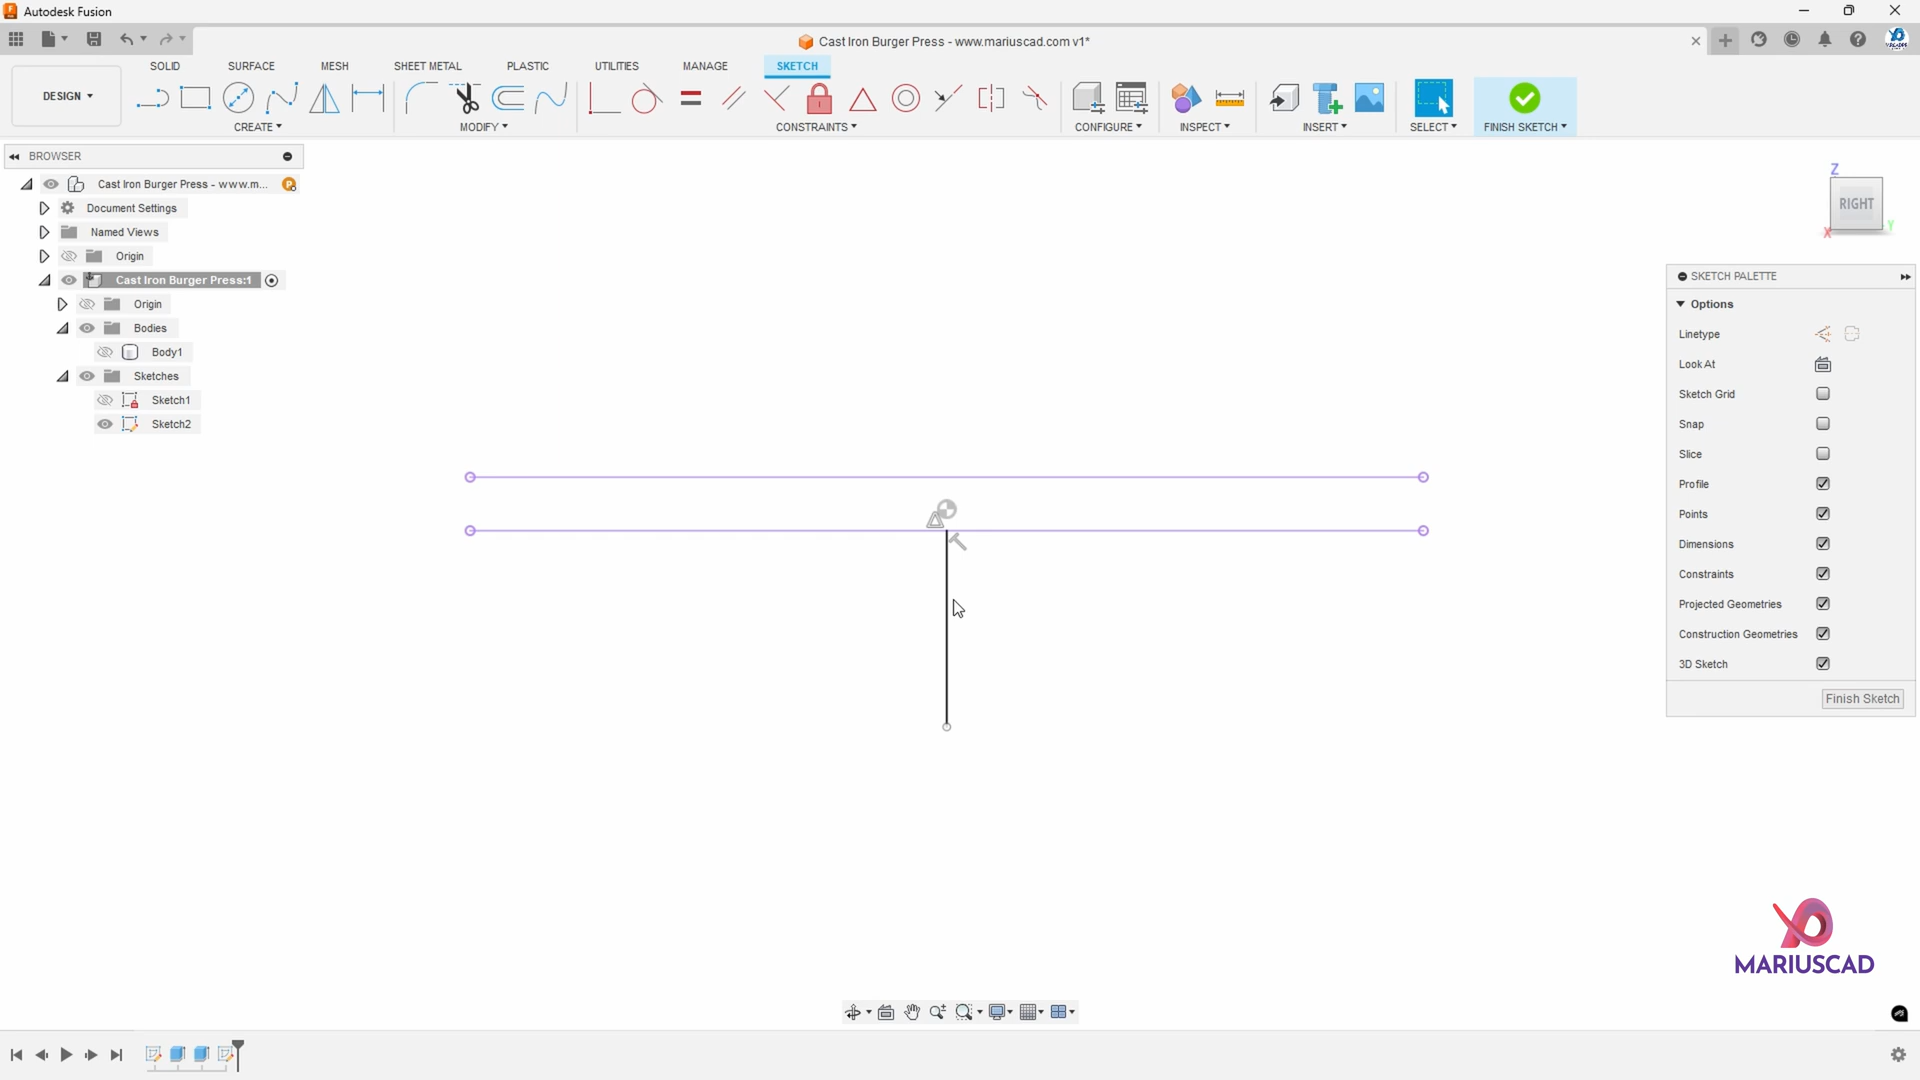 Autodesk Fusion
Cast Iron Burger Press - www.mariuscad.com v1*
SOLID SURFACE MESH SHEET METAL PLASTIC UTILITIES MANAGE SKETCH
DESIGN
CREATE MODIFY CONSTRAINTS CONFIGURE INSPECT INSERT SELECT FINISH SKETCH
BROWSER
Cast Iron Burger Press - www.m...
Document Settings
Named Views
Origin
Cast Iron Burger Press:1
Origin
Bodies
Body1
Sketches
Sketch1
Sketch2
Z
RIGHT
X
Y
SKETCH PALETTE
Options
Linetype
Look At
Sketch Grid
Snap
Slice
Profile
Points
Dimensions
Constraints
Projected Geometries
Construction Geometries
3D Sketch
Finish Sketch
MARIUSCAD